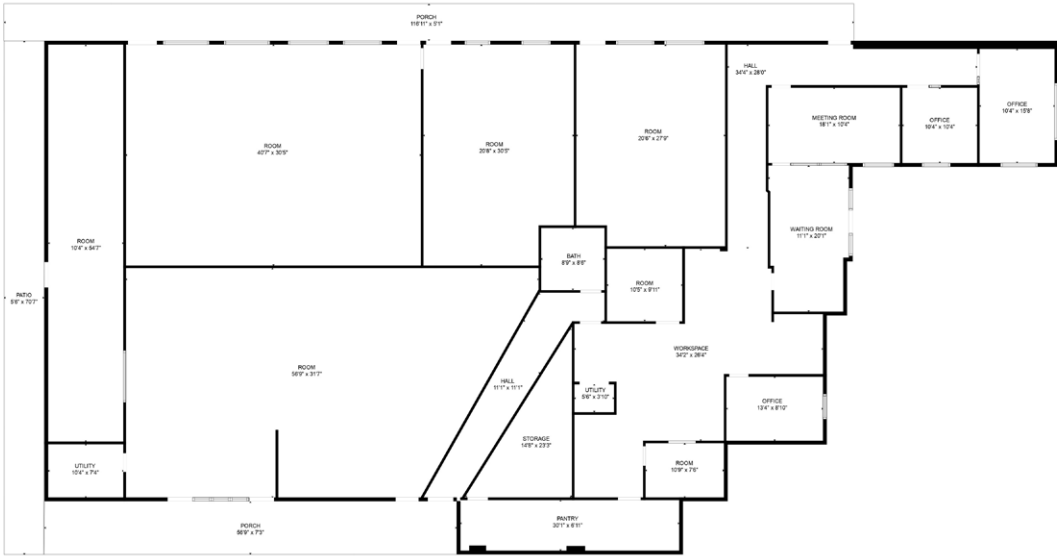 PORCH
118'11" x 5'1"
HALL
34'4" x 28'0"
OFFICE
10'4" x 15'8"
MEETING ROOM
18'1" x 10'4"
OFFICE
10'4" x 10'4"
ROOM
40'7" x 30'5"
ROOM
20'8" x 30'5"
ROOM
20'6" x 27'9"
WAITING ROOM
11'1" x 20'1"
ROOM
10'4" x 54'7"
BATH
8'9" x 8'8"
ROOM
10'5" x 9'11"
PATIO
5'6" x 70'7"
WORKSPACE
34'2" x 26'4"
ROOM
56'9" x 31'7"
HALL
11'1" x 11'1"
UTILITY
5'6" x 3'10"
OFFICE
13'4" x 8'10"
STORAGE
14'8" x 23'3"
UTILITY
10'4" x 7'4"
ROOM
10'9" x 7'6"
PORCH
56'9" x 7'3"
PANTRY
30'1" x 6'11"